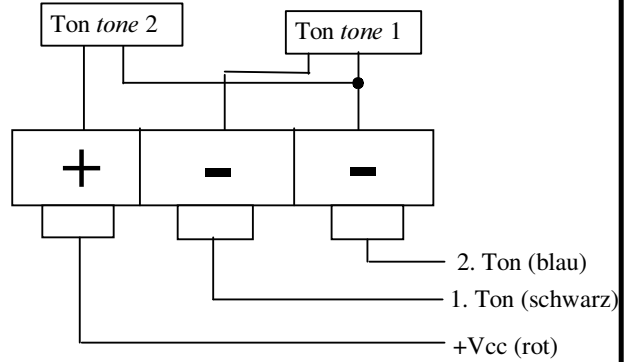 Ton tone 2
Ton tone 1
+ - -
2. Ton (blau)
1. Ton (schwarz)
+Vcc (rot)